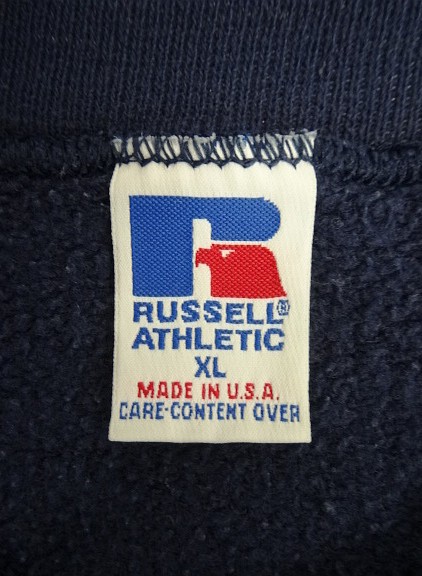 RUSSELL®
ATHLETIC
XL
MADE IN U.S.A.
CARE-CONTENT OVER